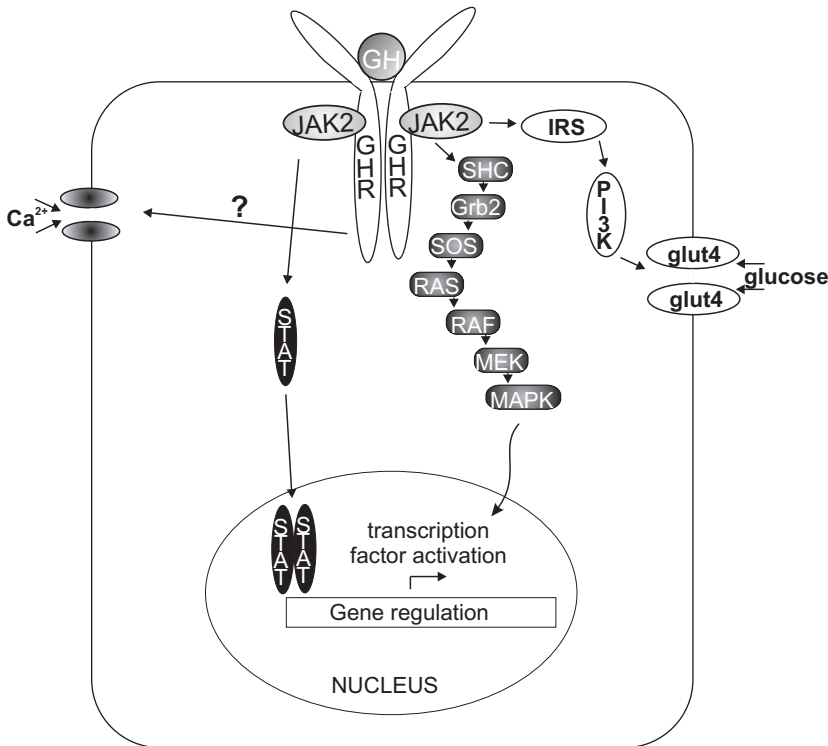 GH
JAK2
JAK2
IRS
GHR
GHR
SHC
PI3K
Grb2
Ca2+
?
SOS
glut4
glucose
RAS
glut4
STAT
RAF
MEK
MAPK
STAT
STAT
transcription
factor activation
Gene regulation
NUCLEUS